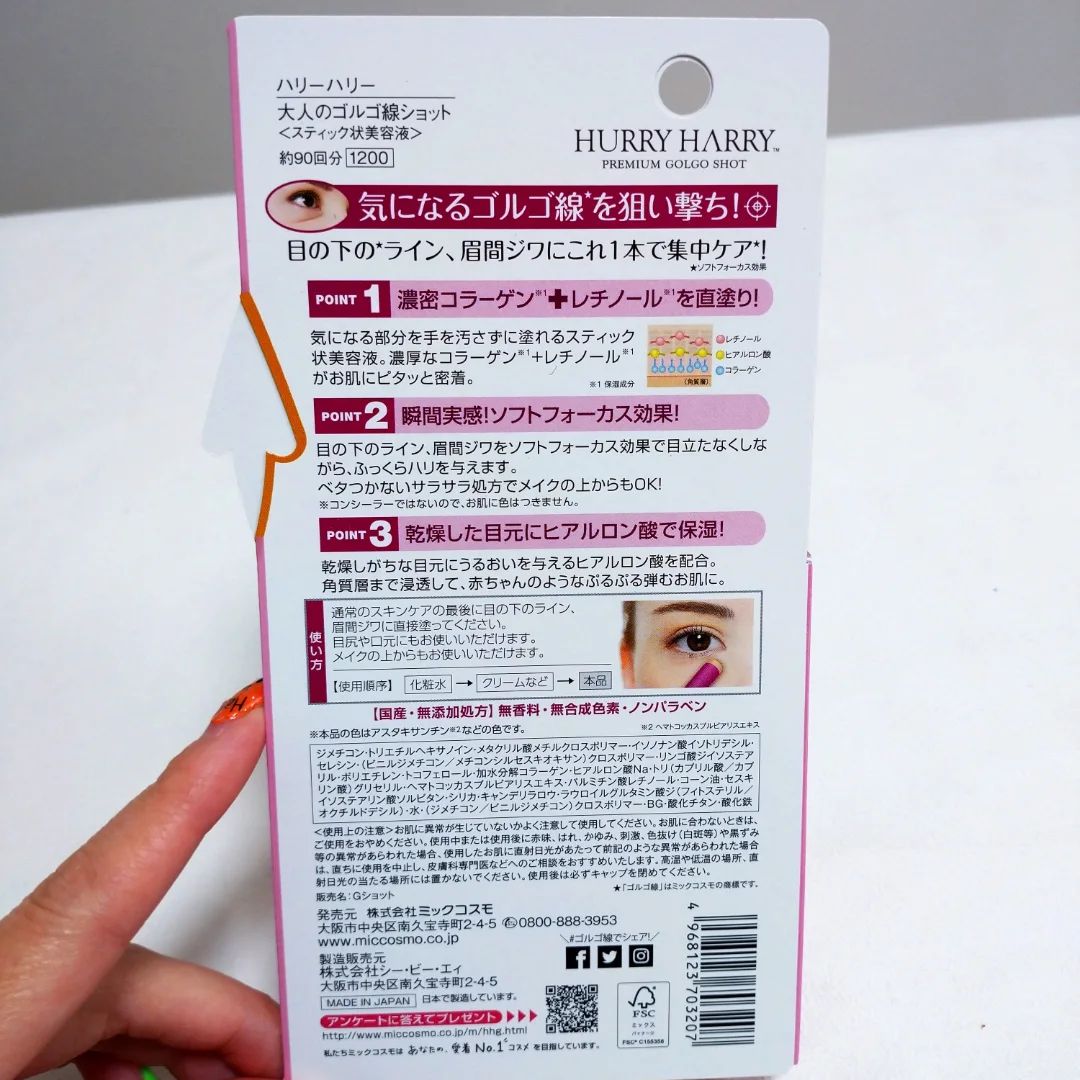 ハリーハリー
大人のゴルゴ線ショット
＜スティック状美容液＞
約90回分 1200
HURRY HARRY™
PREMIUM GOLGO SHOT
気になるゴルゴ線★を狙い撃ち!
目の下の★ライン、眉間ジワにこれ1本で集中ケア★!
★ソフトフォーカス効果
POINT 1 濃密コラーゲン※1✚レチノール※1を直塗り!
気になる部分を手を汚さずに塗れるスティック
状美容液。濃厚なコラーゲン※1+レチノール※1
がお肌にピタッと密着。
※1 保湿成分
レチノール
ヒアルロン酸
コラーゲン
(角質層)
POINT 2 瞬間実感!ソフトフォーカス効果!
目の下のライン、眉間ジワをソフトフォーカス効果で目立たなくしな
がら、ふっくらハリを与えます。
ベタつかないサラサラ処方でメイクの上からもOK!
※コンシーラーではないので、お肌に色はつきません。
POINT 3 乾燥した目元にヒアルロン酸で保湿!
乾燥しがちな目元にうるおいを与えるヒアルロン酸を配合。
角質層まで浸透して、赤ちゃんのようなぷるぷる弾むお肌に。
使い方
通常のスキンケアの最後に目の下のライン、
眉間ジワに直接塗ってください。
目尻や口元にもお使いいただけます。
メイクの上からもお使いいただけます。
【使用順序】 化粧水 → クリームなど → 本品
【国産・無添加処方】無香料・無合成色素・ノンパラベン
※本品の色はアスタキサンチン※2などの色です。 ※2 ヘマトコッカスプルビアリスエキス
ジメチコン・トリエチルヘキサノイン・メタクリル酸メチルクロスポリマー・イソノナン酸イソトリデシル・
セレシン・(ビニルジメチコン/メチコンシルセスキオキサン)クロスポリマー・リンゴ酸ジイソステア
リル・ポリエチレン・トコフェロール・加水分解コラーゲン・ヒアルロン酸Na・トリ(カプリル酸/カプ
リン酸)グリセリル・ヘマトコッカスプルビアリスエキス・パルミチン酸レチノール・コーン油・セスキ
イソステアリン酸ソルビタン・シリカ・キャンデリラロウ・ラウロイルグルタミン酸ジ(フィトステリル/
オクチルドデシル)・水・(ジメチコン/ビニルジメチコン)クロスポリマー・BG・酸化チタン・酸化鉄
＜使用上の注意＞お肌に異常が生じていないかよく注意して使用してください。お肌に合わないときは、
ご使用をおやめください。使用中または使用後に赤味、はれ、かゆみ、刺激、色抜け(白斑等)や黒ずみ
等の異常があらわれた場合、使用したお肌に直射日光があたって前記のような異常があらわれた場合
は、直ちに使用を中止し、皮膚科専門医などへのご相談をおすすめいたします。高温や低温の場所、直
射日光の当たる場所には置かないでください。使用後は必ずキャップを閉めてください。
★「ゴルゴ線」はミックコスモの商標です。
販売名：Gショット
発売元 株式会社ミックコスモ
大阪市中央区南久宝寺町2-4-5 0800-888-3953
www.miccosmo.co.jp
製造販売元
株式会社シー・ビー・エィ
大阪市中央区南久宝寺町2-4-5
MADE IN JAPAN 日本で製造しています。
アンケートに答えてプレゼント
http://www.miccosmo.co.jp/m/hhg.html
私たちミックコスモは あなたの、愛着No.1コスメ を目指しています。
＼#ゴルゴ線でシェア!／
FSC
ミックス
パッケージ
FSC® C155358
4 968123 703207